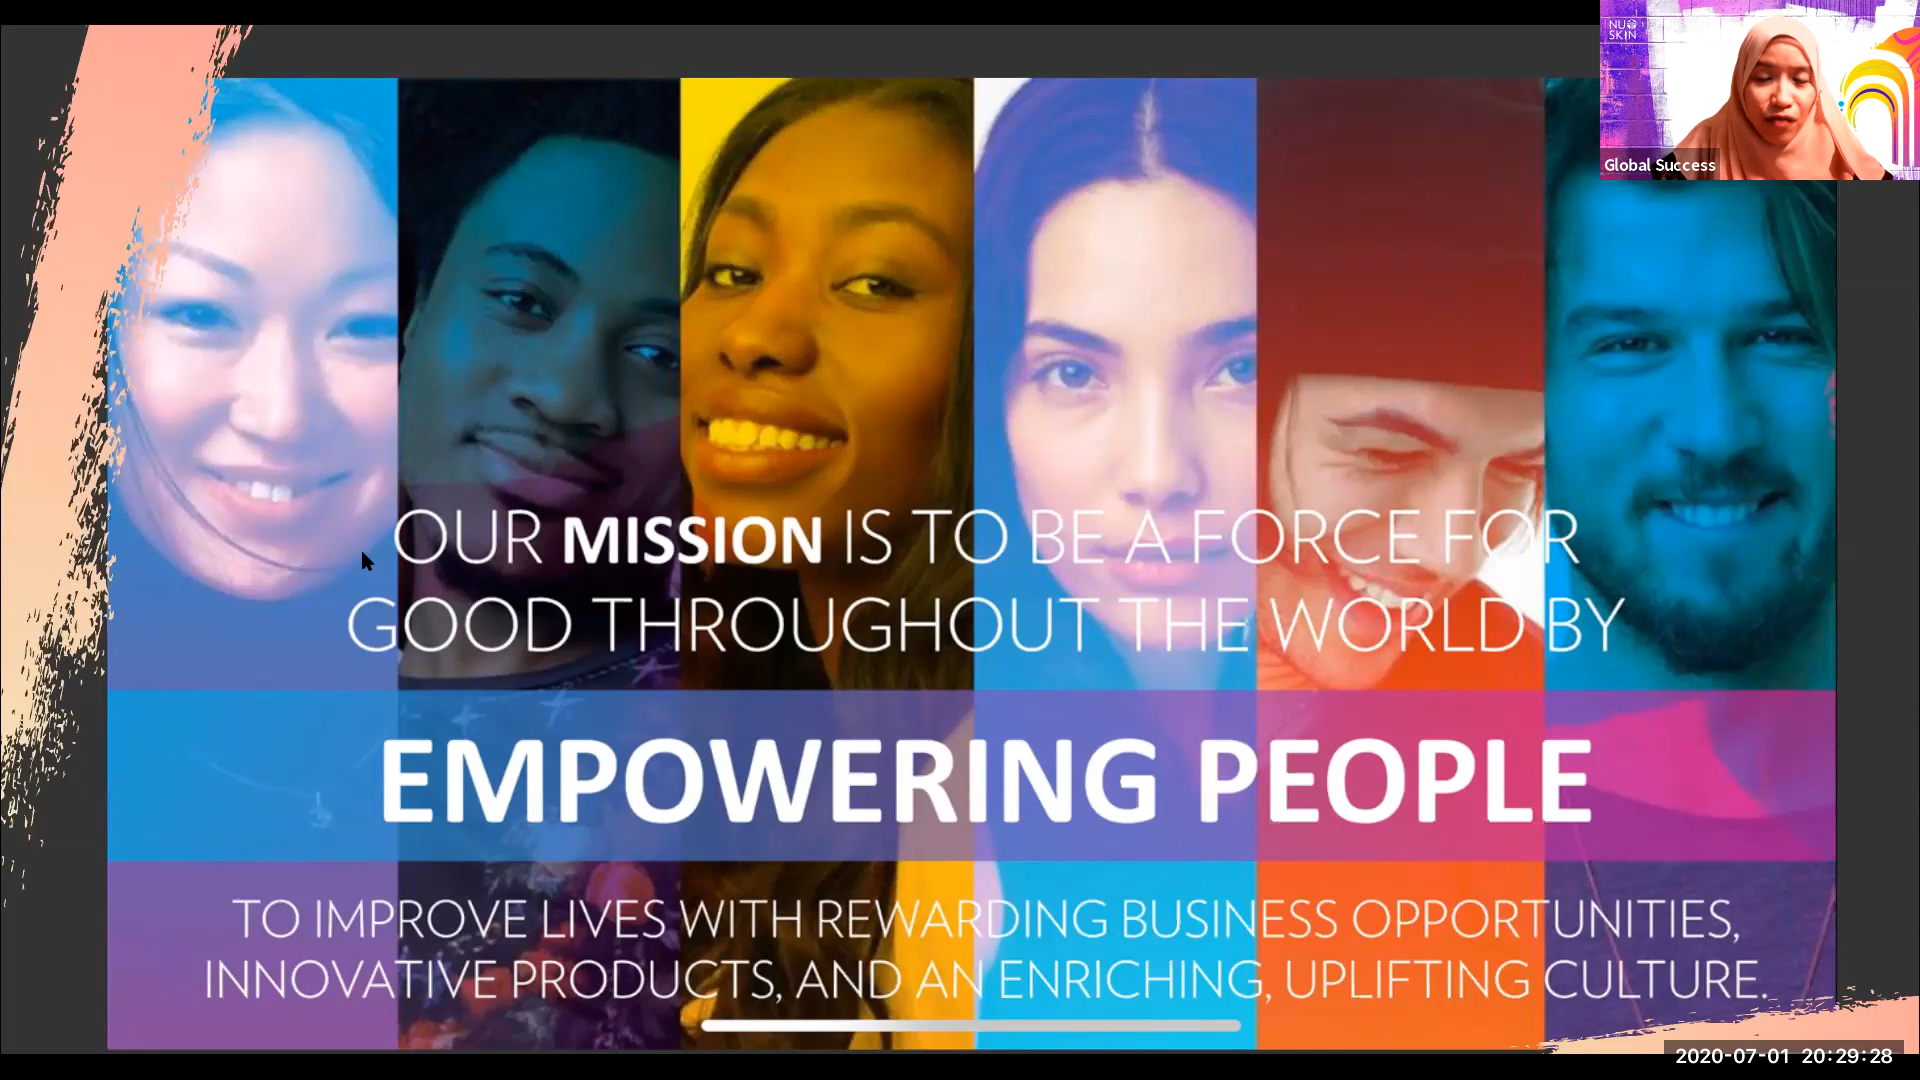 NU SKIN
Global Success
OUR MISSION IS TO BE A FORCE FOR
GOOD THROUGHOUT THE WORLD BY
EMPOWERING PEOPLE
TO IMPROVE LIVES WITH REWARDING BUSINESS OPPORTUNITIES,
INNOVATIVE PRODUCTS, AND AN ENRICHING, UPLIFTING CULTURE.
2020-07-01 20:29:28